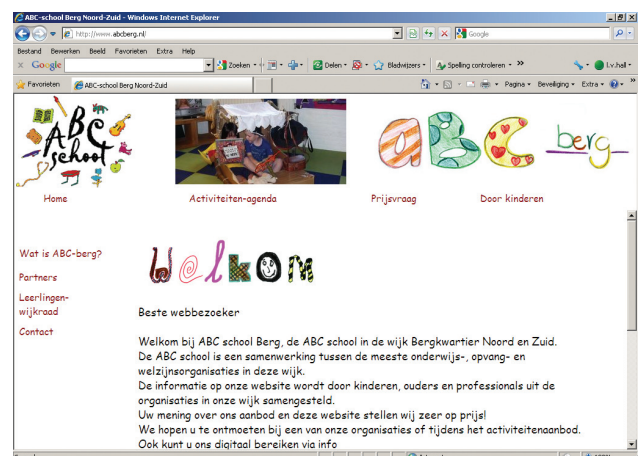 ABC-school Berg Noord-Zuid - Windows Internet Explorer
http://www.abcberg.nl/
Google
Bestand Bewerken Beeld Favorieten Extra Help
x Google Zoeken Delen Bladwijzers Spelling controleren »
Favorieten ABC-school Berg Noord-Zuid Pagina Beveiliging Extra »
ABC school
abc berg
Home Activiteiten-agenda Prijsvraag Door kinderen
Wat is ABC-berg?
Partners
Leerlingen-
wijkraad
Contact
Welkom
Beste webbezoeker
Welkom bij ABC school Berg, de ABC school in de wijk Bergkwartier Noord en Zuid.
De ABC school is een samenwerking tussen de meeste onderwijs-, opvang- en
welzijnsorganisaties in deze wijk.
De informatie op onze website wordt door kinderen, ouders en professionals uit de
organisaties in onze wijk samengesteld.
Uw mening over ons aanbod en deze website stellen wij zeer op prijs!
We hopen u te ontmoeten bij een van onze organisaties of tijdens het activiteitenaanbod.
Ook kunt u ons digitaal bereiken via info